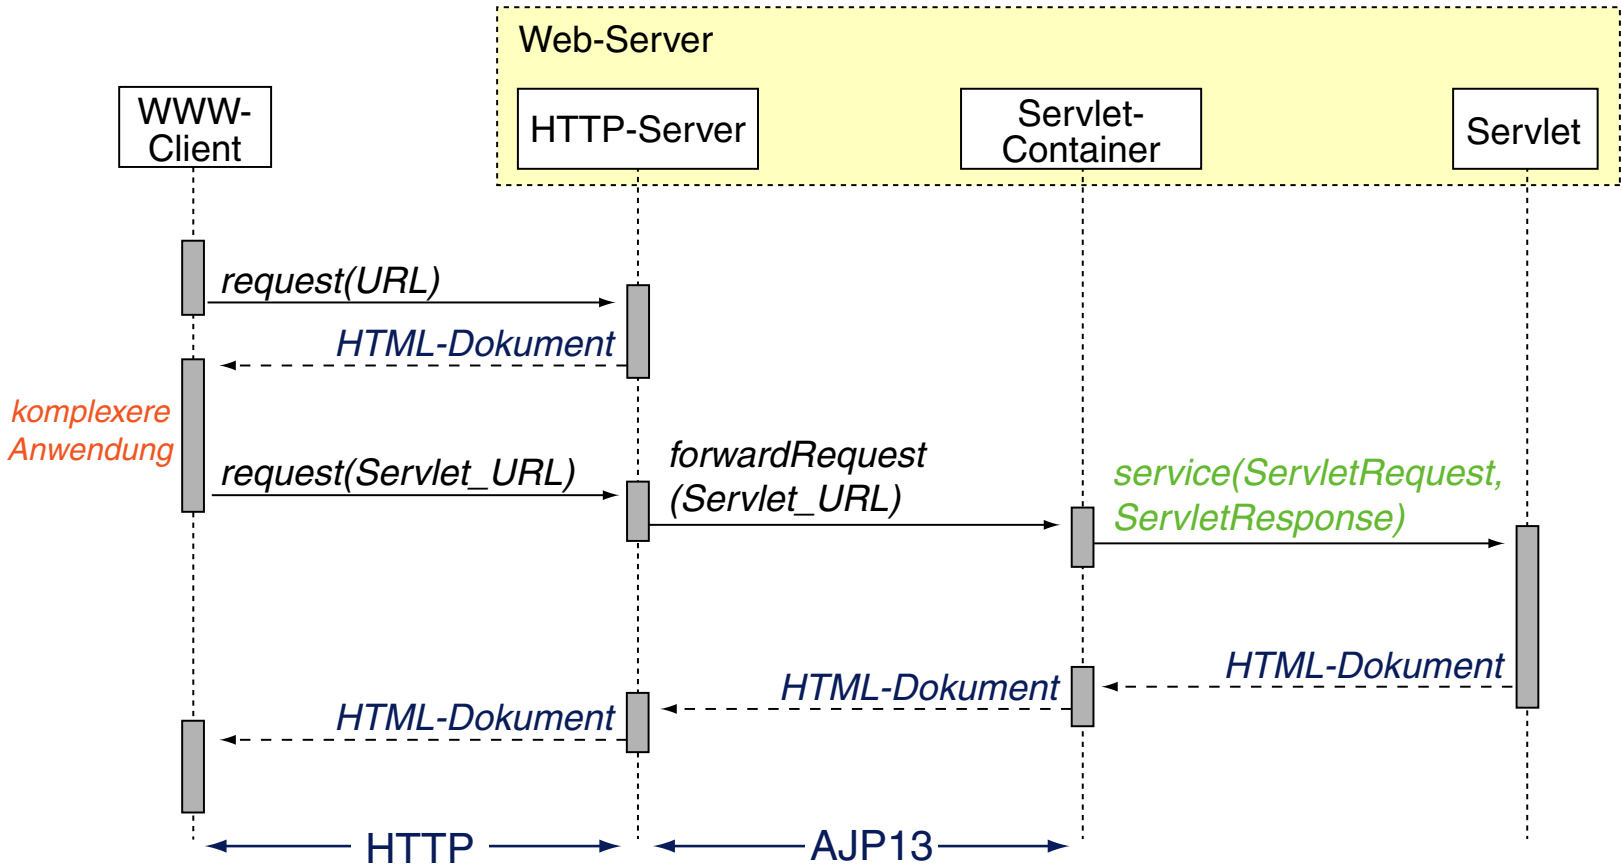 Web-Server
WWW-
Client
HTTP-Server
Servlet-
Container
Servlet
request(URL)
HTML-Dokument
komplexere
Anwendung
request(Servlet_URL)
forwardRequest
(Servlet_URL)
service(ServletRequest,
ServletResponse)
HTML-Dokument
HTML-Dokument
HTML-Dokument
HTTP
AJP13